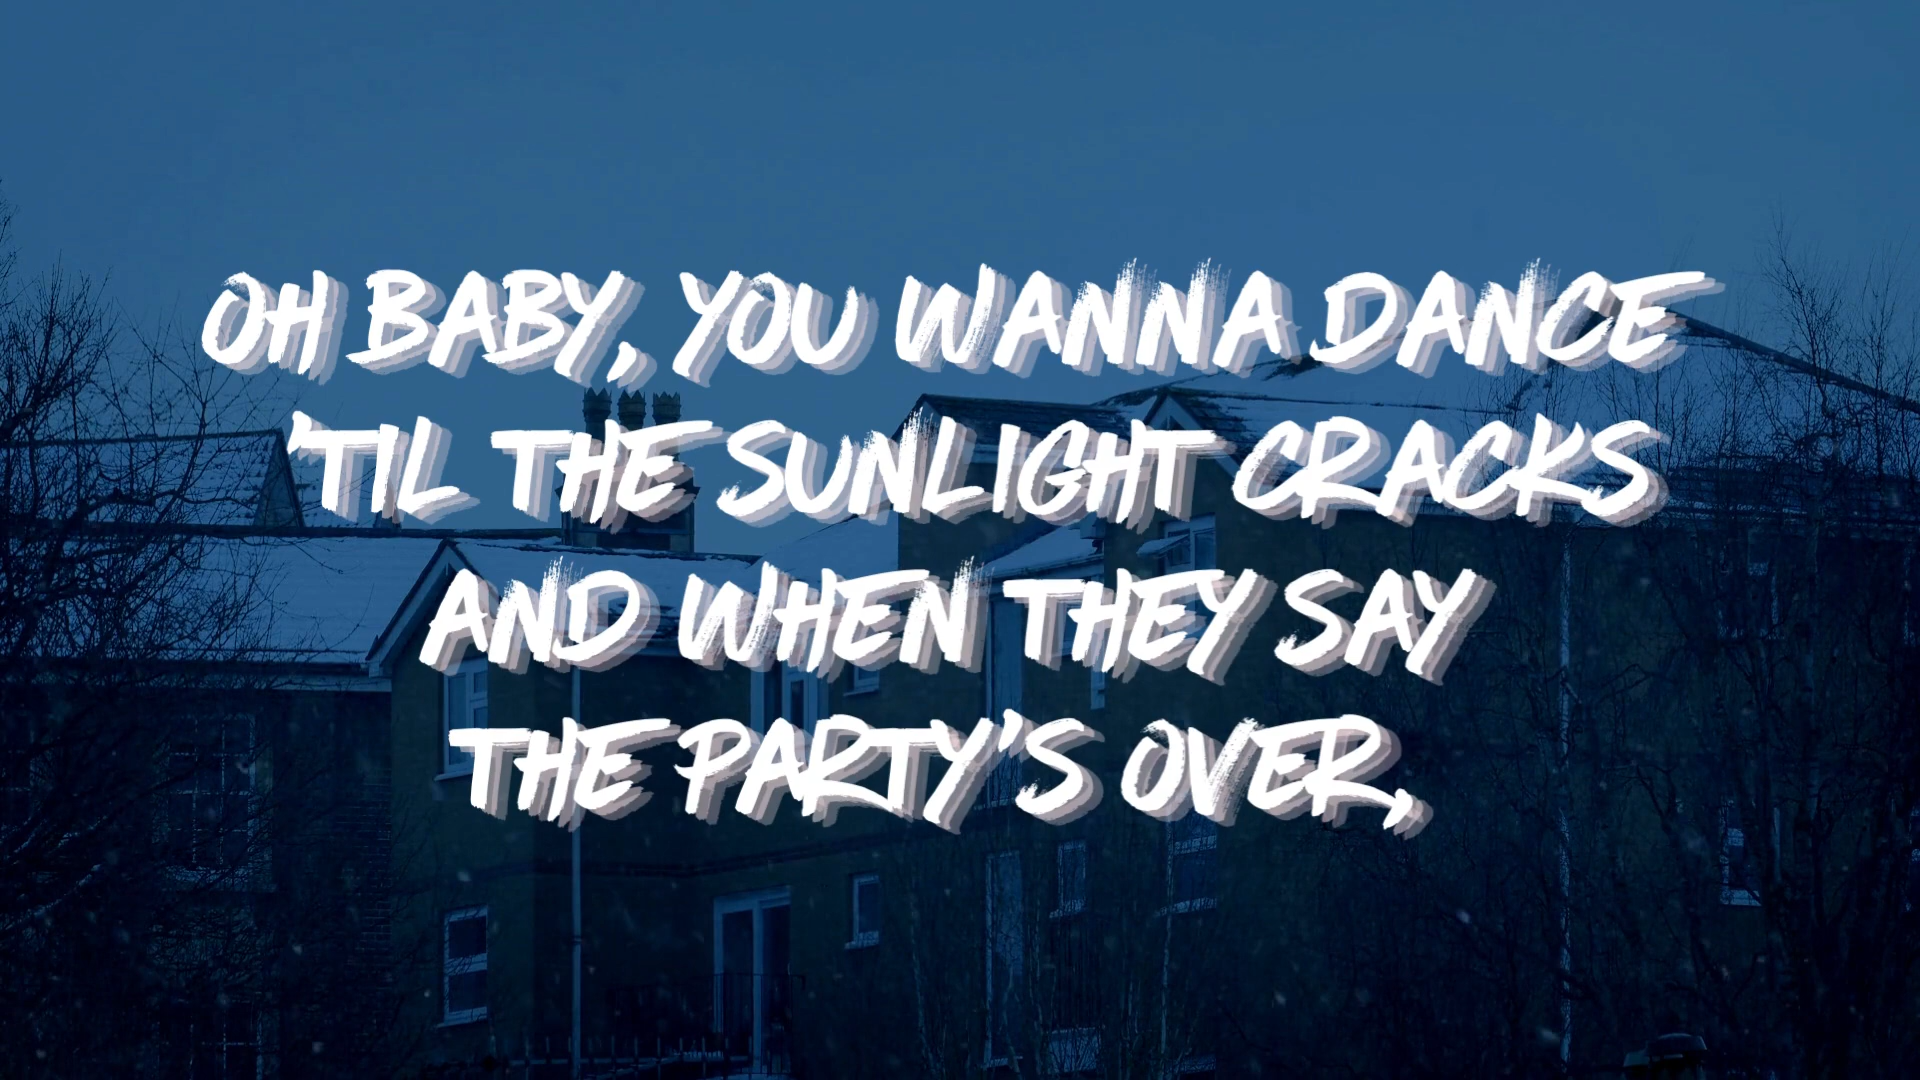 OH BABY, YOU WANNA DANCE
'TIL THE SUNLIGHT CRACKS
AND WHEN THEY SAY
THE PARTY'S OVER,